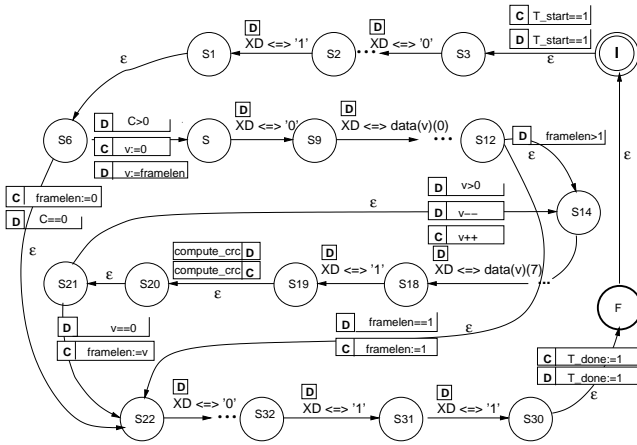 C T_start==1
D T_start==1
D D
S1 XD <=> '1' S2 ... XD <=> '0' S3 ε I
ε
D C>0
S6 C v:=0 S D XD <=> '0' S9 D XD <=> data(v)(0) ... S12 D framelen>1
D v:=framelen
ε
C framelen:=0
D C==0
ε
D v>0
ε D v−− S14
C v++
ε
compute_crc D
compute_crc C
D D
S21 ε S20 ε S19 XD <=> '1' S18 XD <=> data(v)(7) ...
F
D v==0
C framelen:=v
D framelen==1
C framelen:=1
ε
C T_done:=1
D T_done:=1
D D D
S22 XD <=> '0' ... S32 XD <=> '1' S31 XD <=> '1' S30 ε